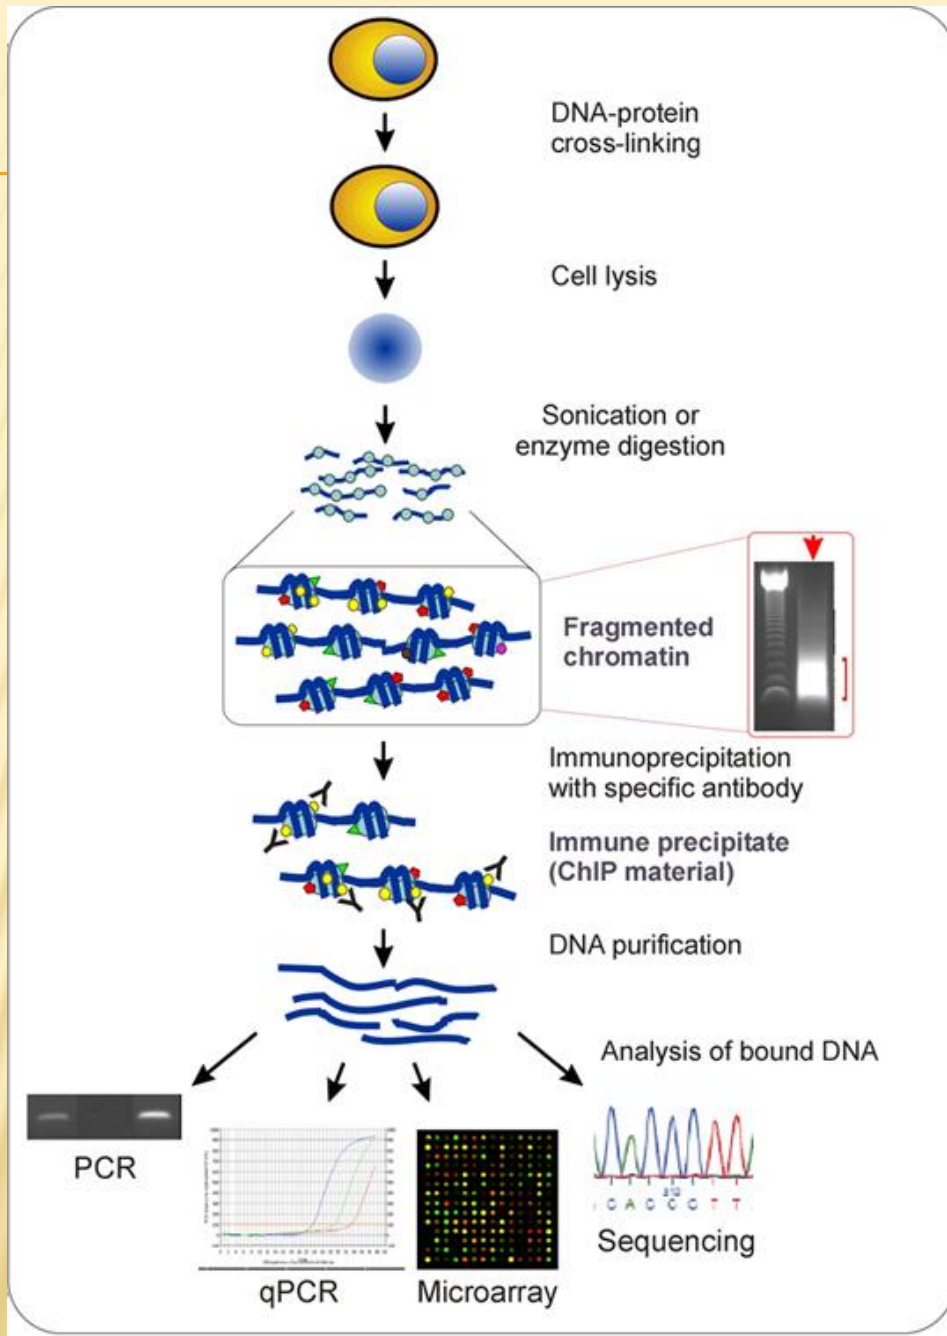 DNA-protein
cross-linking
Cell lysis
Sonication or
enzyme digestion
Fragmented
chromatin
Immunoprecipitation
with specific antibody
Immune precipitate
(ChIP material)
DNA purification
Analysis of bound DNA
PCR
qPCR
Microarray
G A C C C T T
Sequencing